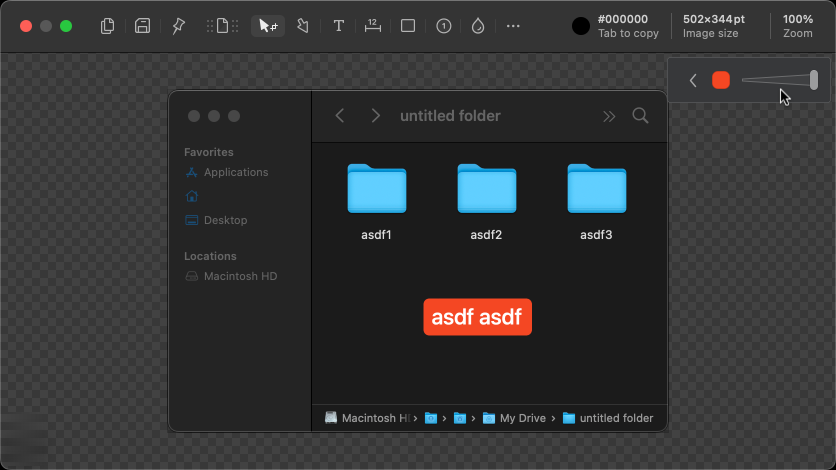 12
1
#000000
Tab to copy
502×344pt
Image size
100%
Zoom
untitled folder
Favorites
Applications
Desktop
Locations
Macintosh HD
asdf1
asdf2
asdf3
asdf asdf
Macintosh H › › › My Drive › untitled folder